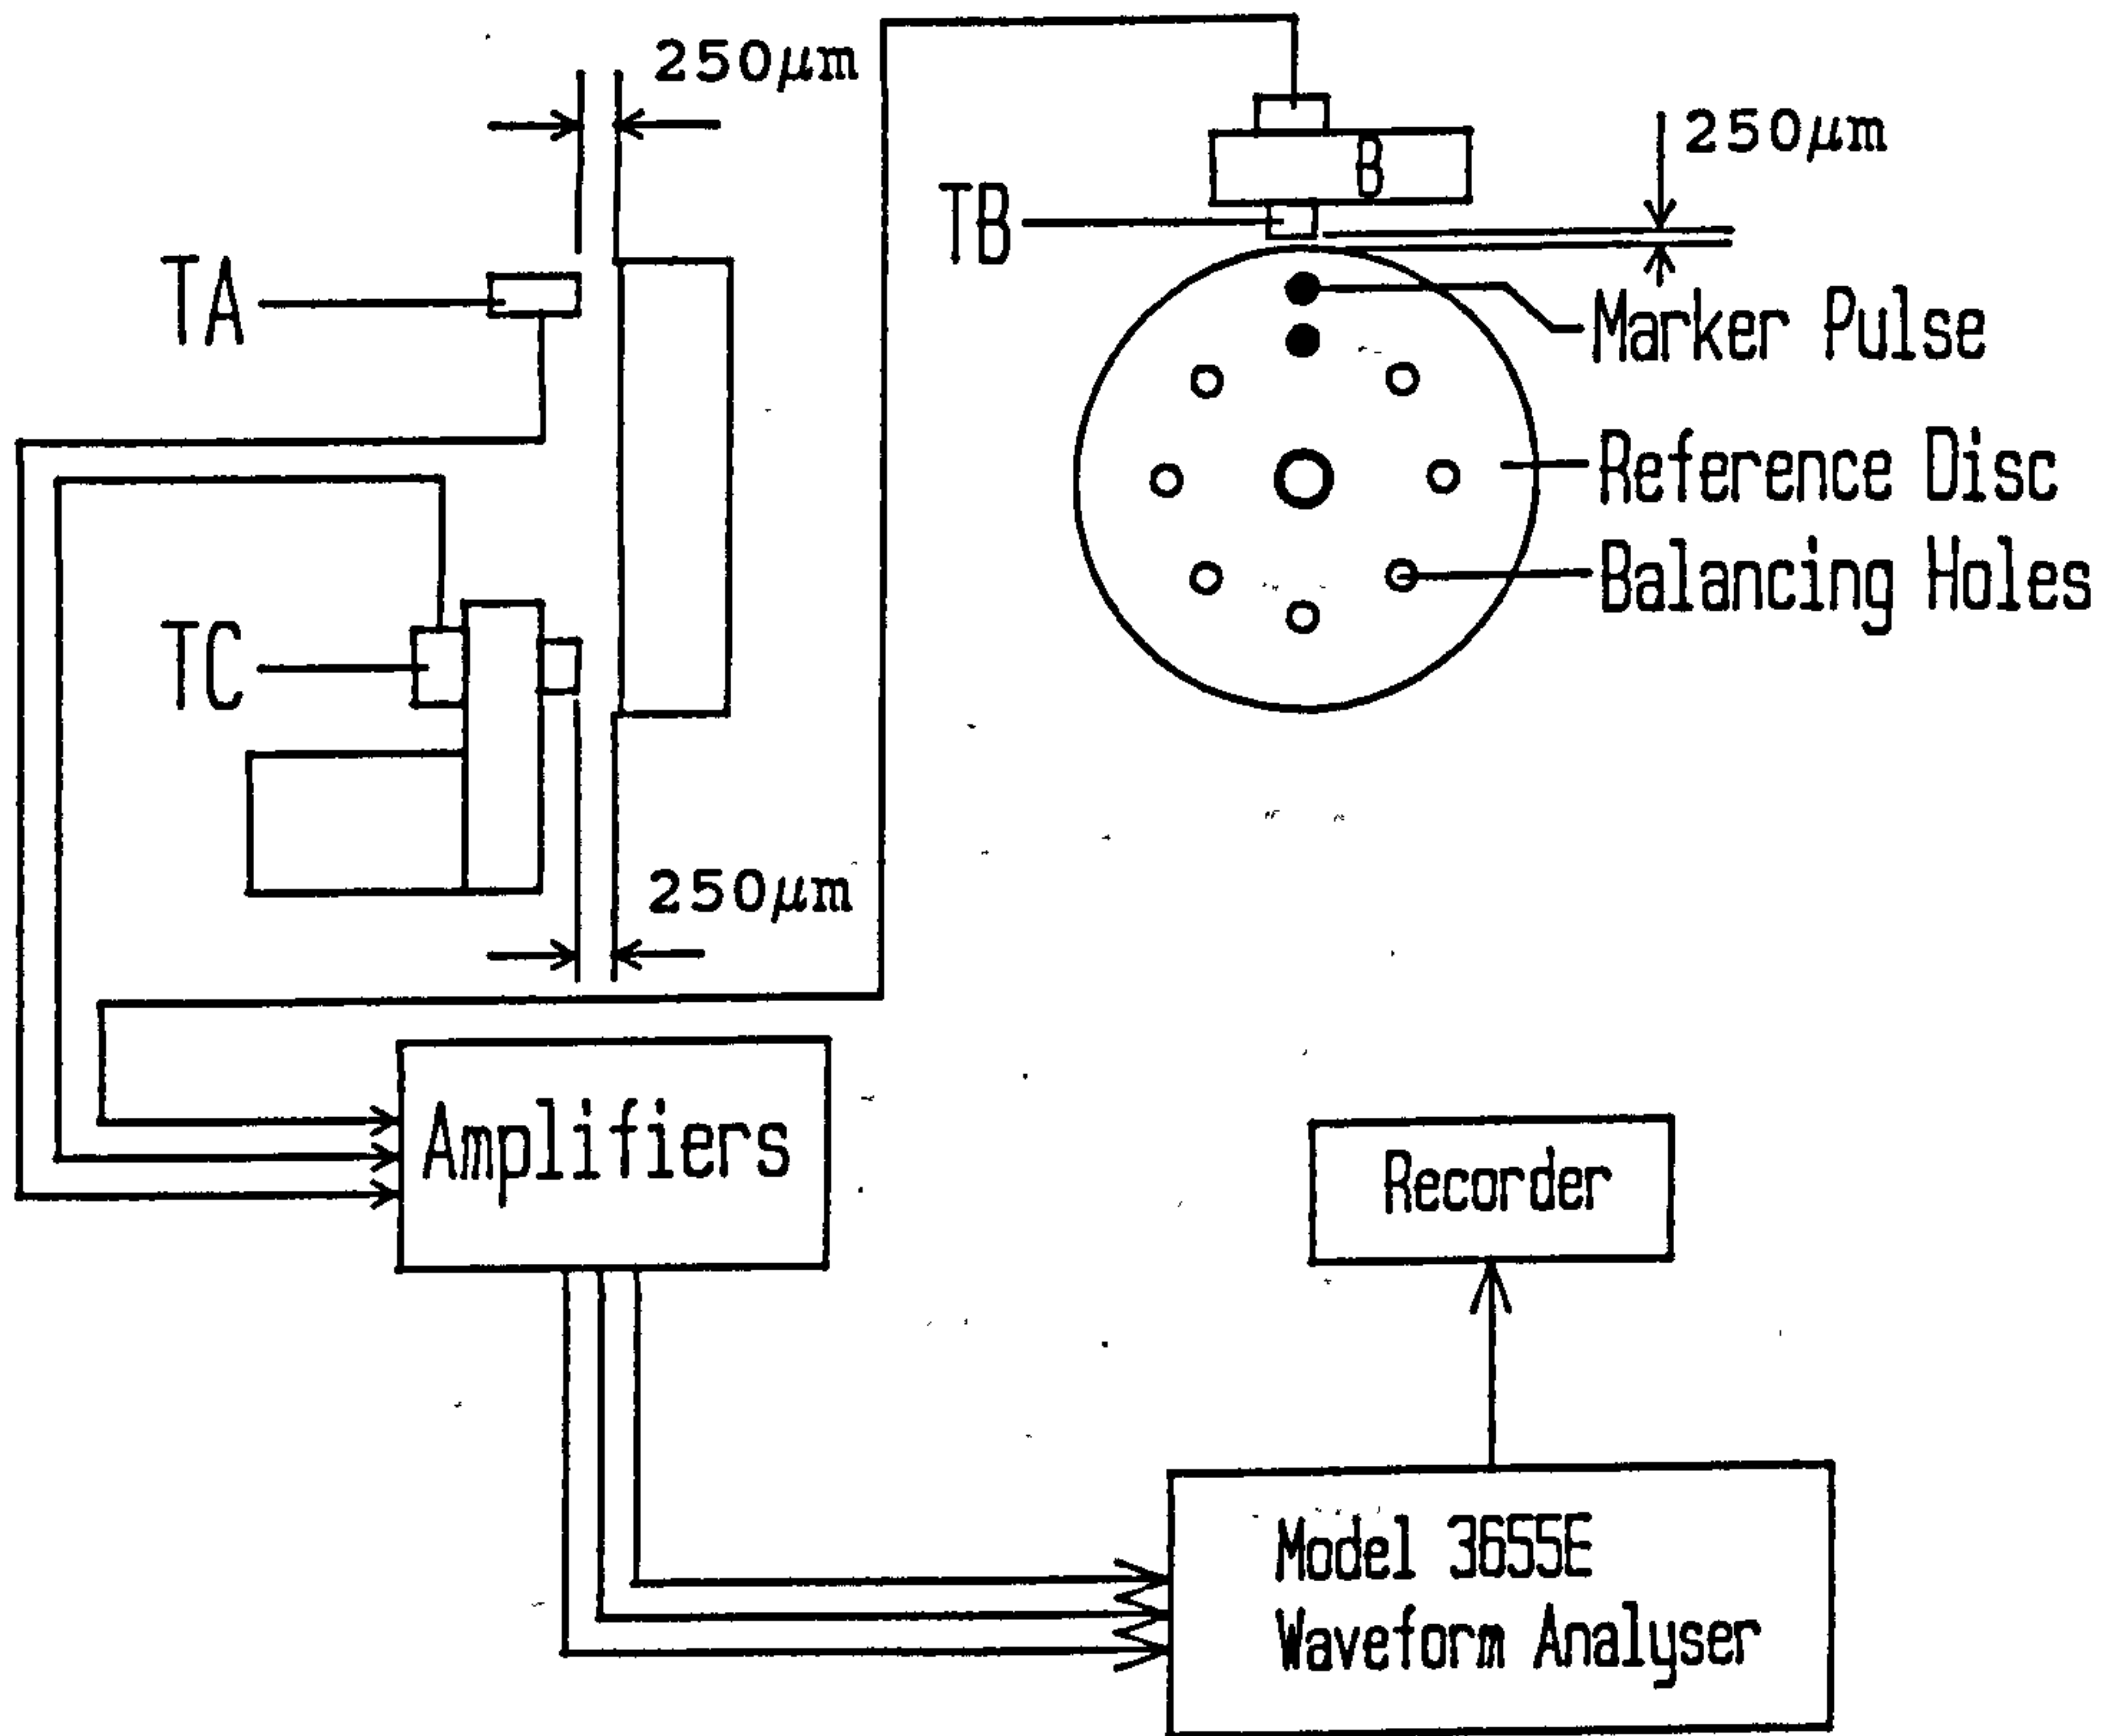 250μm
B
250μm
TB
TA
Marker Pulse
Reference Disc
Balancing Holes
TC
250μm
Amplifiers
Recorder
Model 3655E
Waveform Analyser